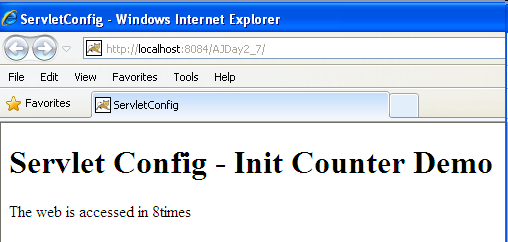 ServletConfig - Windows Internet Explorer
http://localhost:8084/AJDay2_7/
File Edit View Favorites Tools Help
Favorites ServletConfig
Servlet Config - Init Counter Demo
The web is accessed in 8times